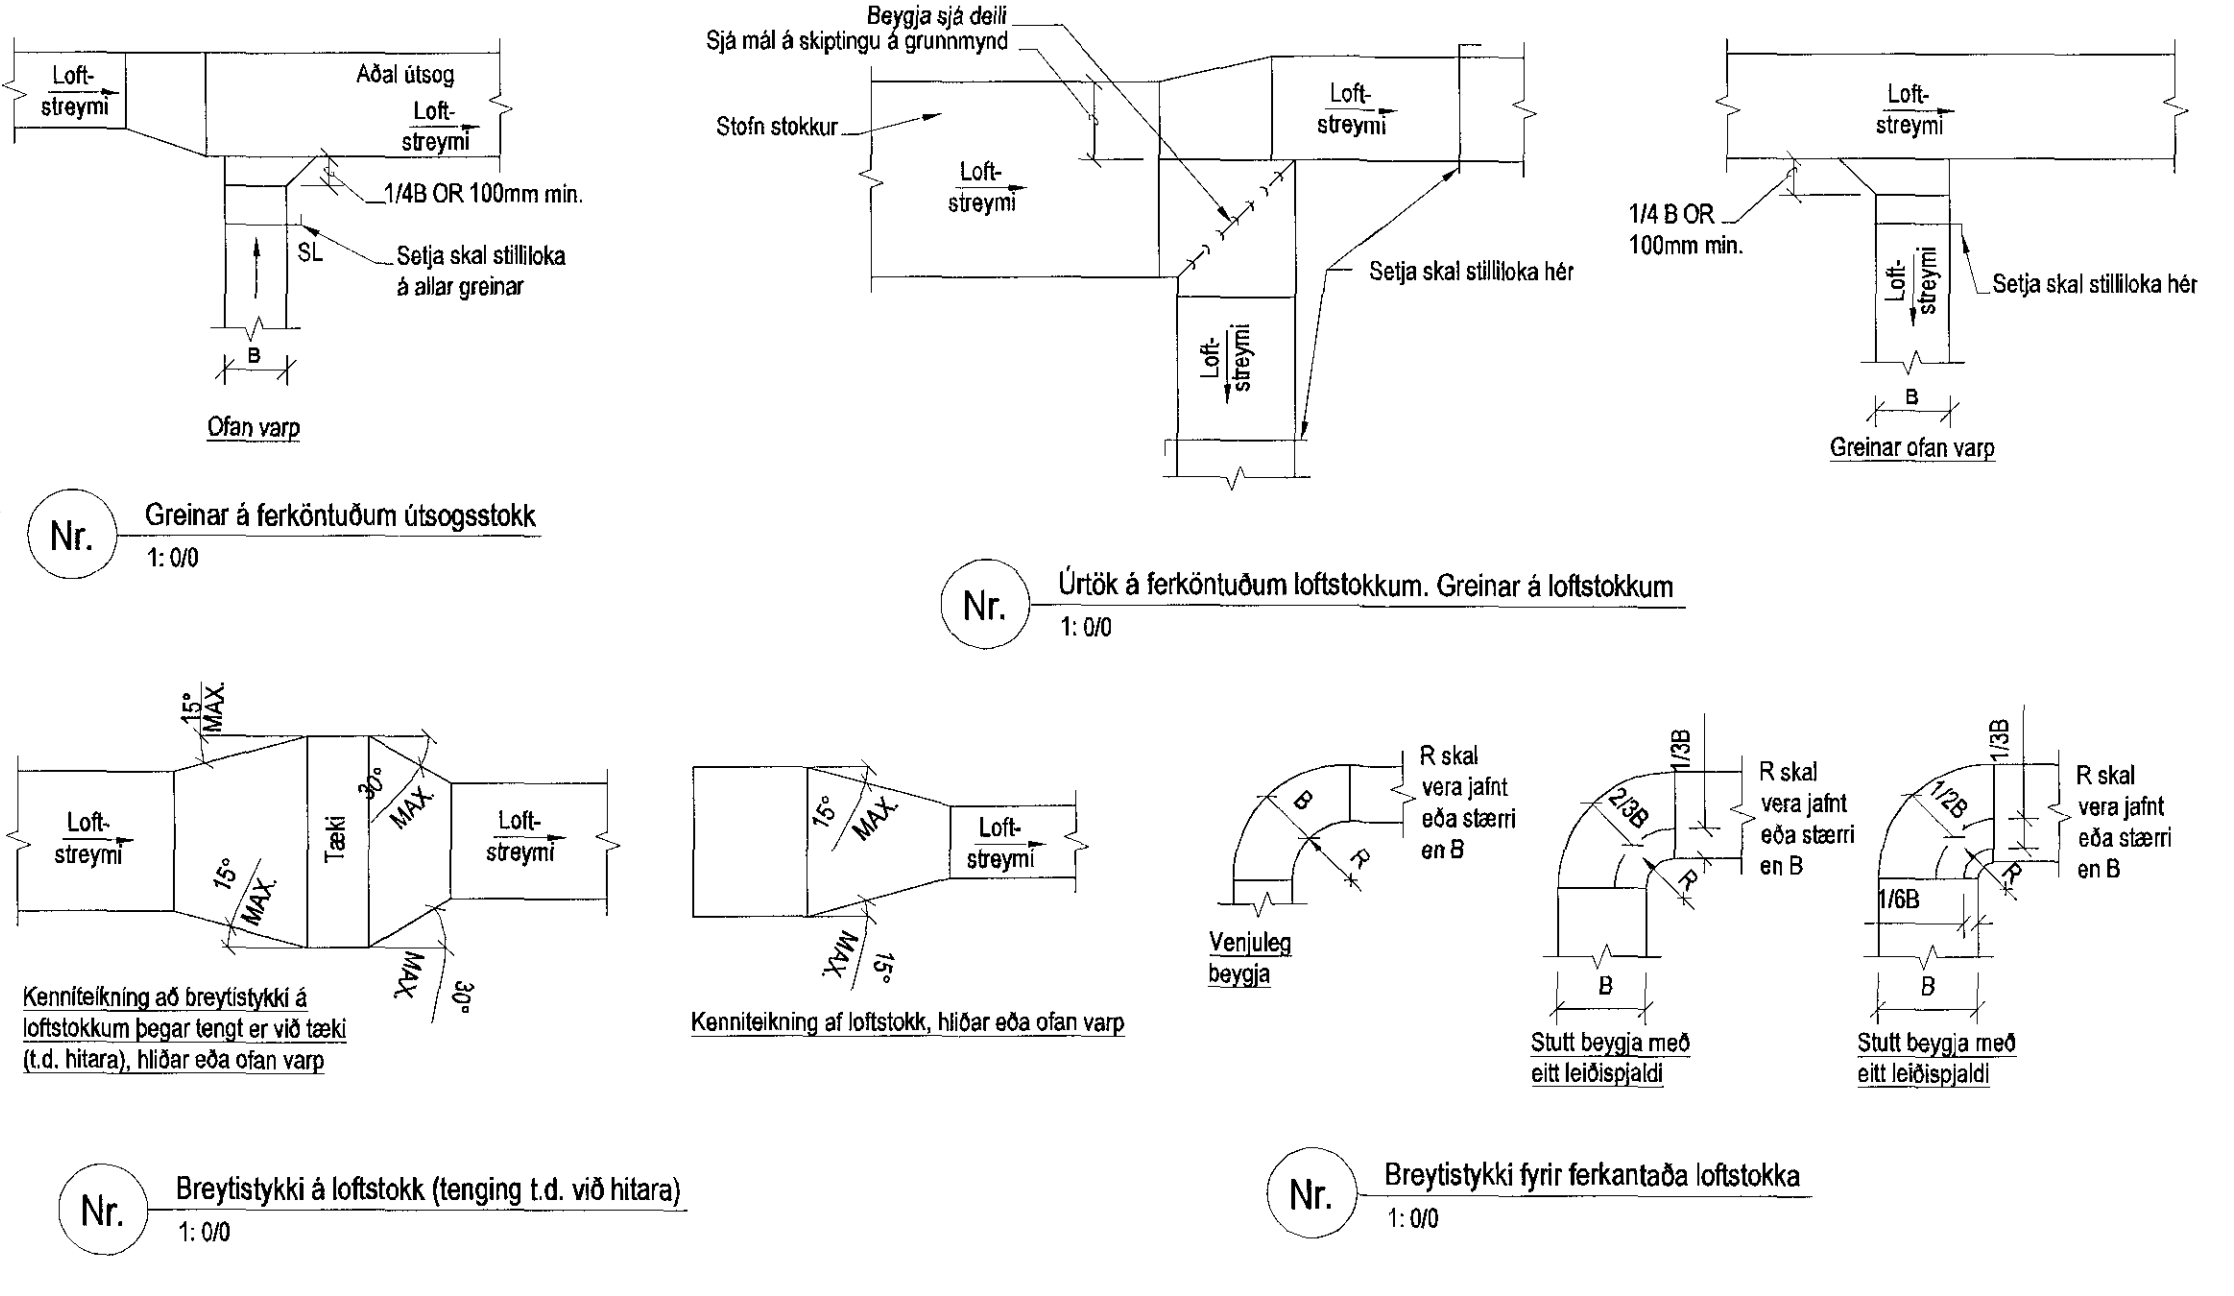 Loft-
streymi
Aðal útsog
Loft-
streymi
1/4B OR 100mm min.
SL
Setja skal stilliloka
á allar greinar
B
Ofan varp
Nr.
Greinar á ferköntuðum útsogsstokk
1: 0/0
Beygja sjá deili
Sjá mál á skiptingu á grunnmynd
Stofn stokkur
Loft-
streymi
Loft-
streymi
Setja skal stilliloka hér
Loft-
streymi
Loft-
streymi
1/4 B OR
100mm min.
Loft-
streymi
Setja skal stilliloka hér
B
Greinar ofan varp
Nr.
Úrtök á ferköntuðum loftstokkum. Greinar á loftstokkum
1: 0/0
15°
MAX.
30°
MAX.
Loft-
streymi
Tæki
Loft-
streymi
15°
MAX.
MAX.
30°
Kenniteikning að breytistykki á
loftstokkum þegar tengt er við tæki
(t.d. hitara), hliðar eða ofan varp
15°
MAX.
Loft-
streymi
MAX.
15°
Kenniteikning af loftstokk, hliðar eða ofan varp
Nr.
Breytistykki á loftstokk (tenging t.d. við hitara)
1: 0/0
B
R
R skal
vera jafnt
eða stærri
en B
Venjuleg
beygja
1/3B
2/3B
R
R skal
vera jafnt
eða stærri
en B
B
Stutt beygja með
eitt leiðispjaldi
1/3B
1/2B
R
1/6B
R skal
vera jafnt
eða stærri
en B
B
Stutt beygja með
eitt leiðispjaldi
Nr.
Breytistykki fyrir ferkantaða loftstokka
1: 0/0